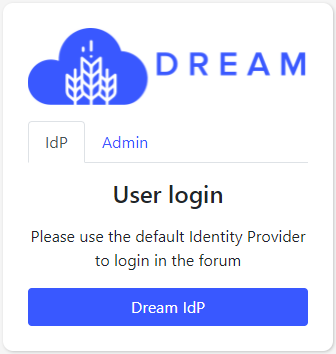 DREAM
IdP Admin
User login
Please use the default Identity Provider
to login in the forum
Dream IdP